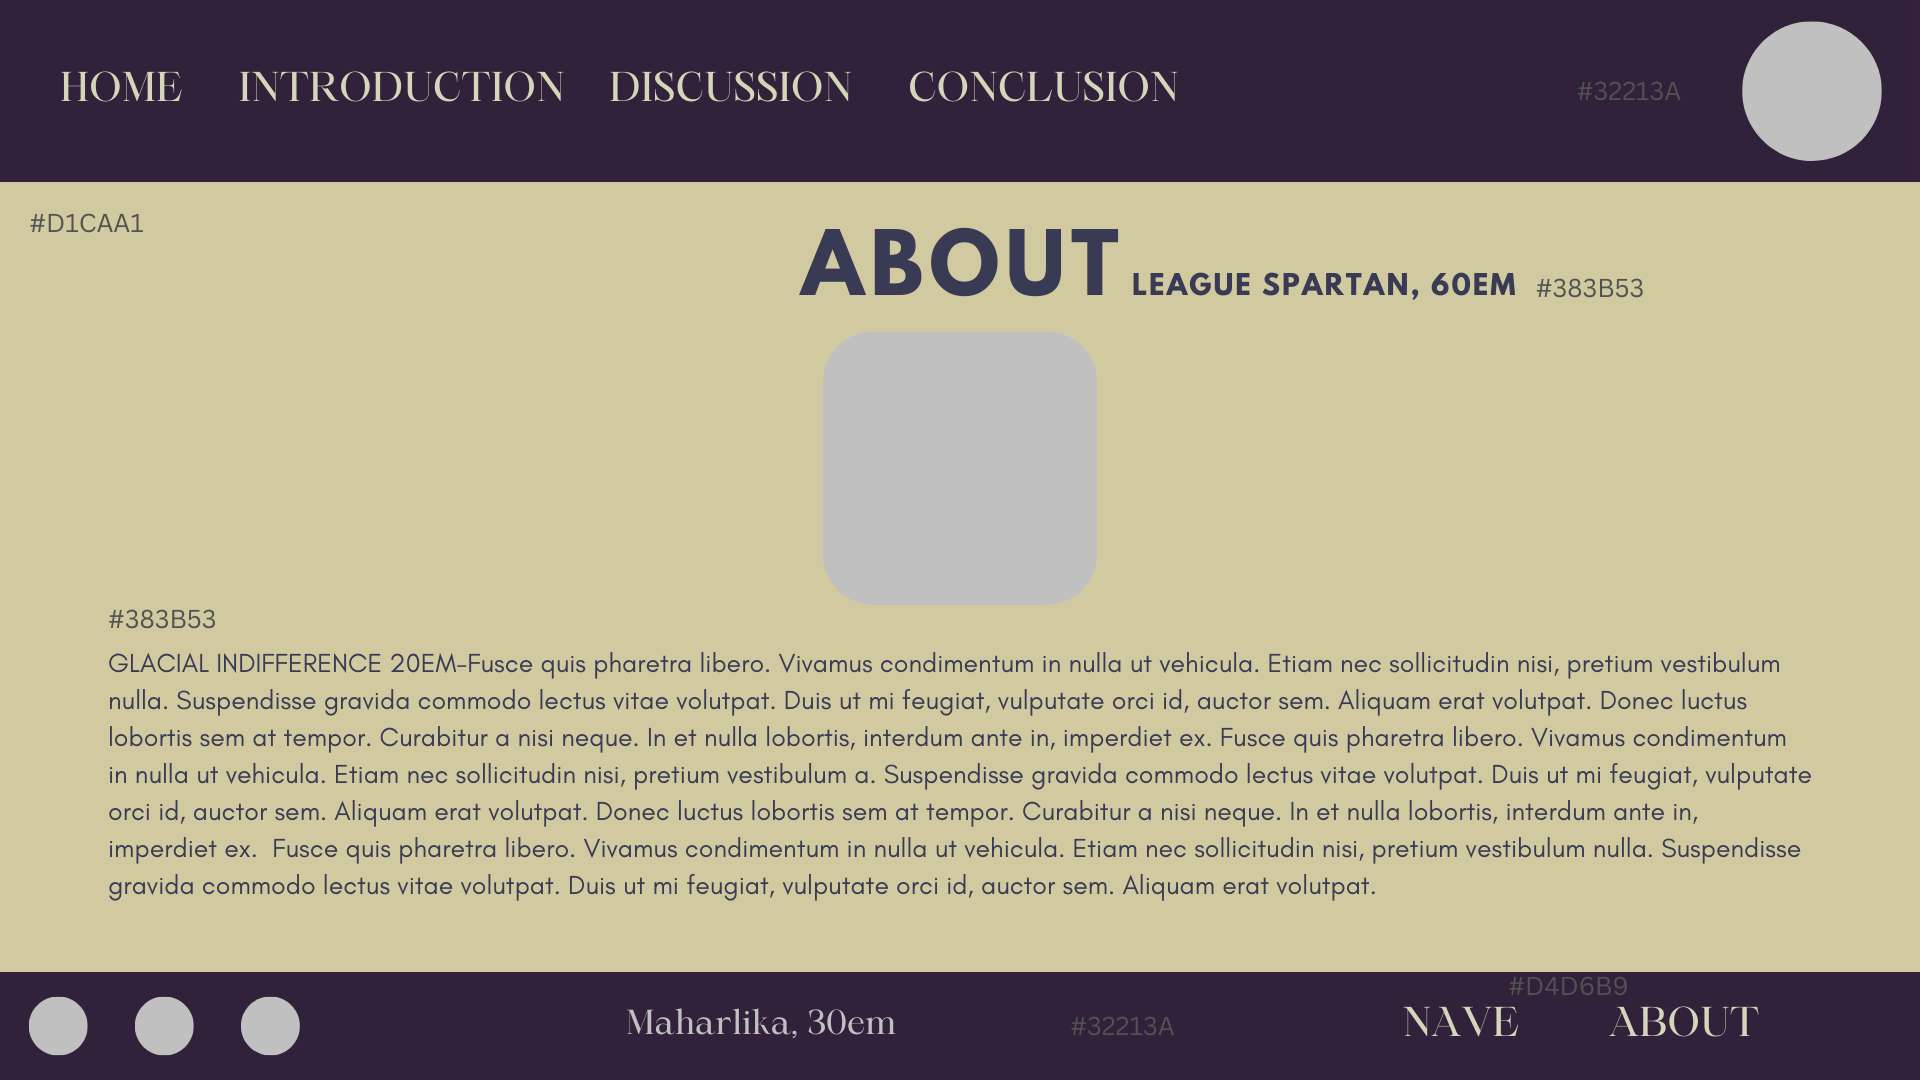 HOME INTRODUCTION DISCUSSION CONCLUSION #32213A
#D1CAA1
ABOUT LEAGUE SPARTAN, 60EM #383B53
#383B53
GLACIAL INDIFFERENCE 20EM-Fusce quis pharetra libero. Vivamus condimentum in nulla ut vehicula. Etiam nec sollicitudin nisi, pretium vestibulum
nulla. Suspendisse gravida commodo lectus vitae volutpat. Duis ut mi feugiat, vulputate orci id, auctor sem. Aliquam erat volutpat. Donec luctus
lobortis sem at tempor. Curabitur a nisi neque. In et nulla lobortis, interdum ante in, imperdiet ex. Fusce quis pharetra libero. Vivamus condimentum
in nulla ut vehicula. Etiam nec sollicitudin nisi, pretium vestibulum a. Suspendisse gravida commodo lectus vitae volutpat. Duis ut mi feugiat, vulputate
orci id, auctor sem. Aliquam erat volutpat. Donec luctus lobortis sem at tempor. Curabitur a nisi neque. In et nulla lobortis, interdum ante in,
imperdiet ex.  Fusce quis pharetra libero. Vivamus condimentum in nulla ut vehicula. Etiam nec sollicitudin nisi, pretium vestibulum nulla. Suspendisse
gravida commodo lectus vitae volutpat. Duis ut mi feugiat, vulputate orci id, auctor sem. Aliquam erat volutpat.
#D4D6B9
Maharlika, 30em #32213A NAVE ABOUT